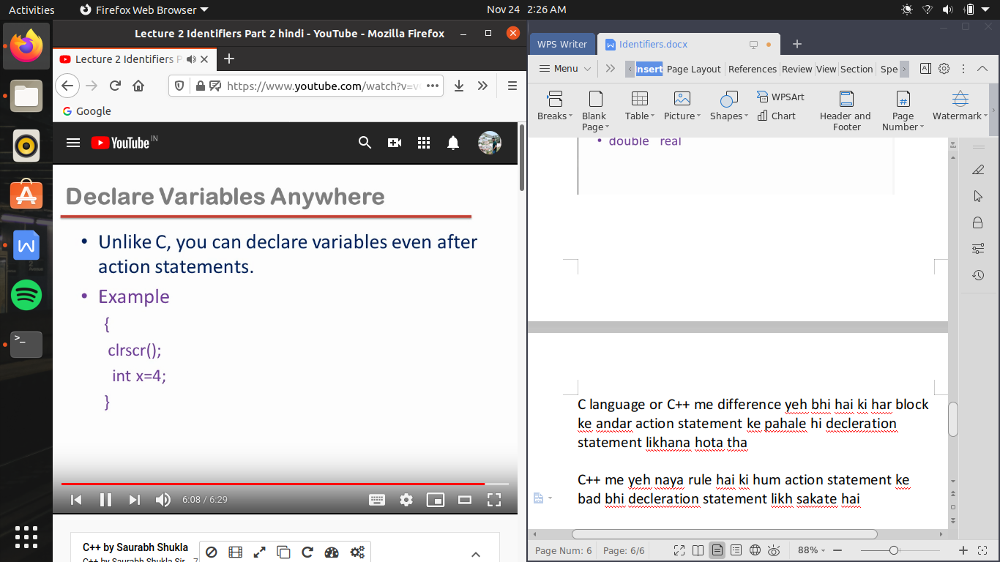 Activities
Firefox Web Browser
Nov 24 2:26 AM
Lecture 2 Identifiers Part 2 hindi - YouTube - Mozilla Firefox
Lecture 2 Identifiers P
https://www.youtube.com/watch?v=v
Google
YouTube IN
Declare Variables Anywhere
• Unlike C, you can declare variables even after
action statements.
• Example
{
clrscr();
int x=4;
}
6:08 / 6:29
C++ by Saurabh Shukla
C++ by Saurabh Shukla Sir
WPS Writer
Identifiers.docx
Menu
Insert Page Layout References Review View Section Spe
Breaks
Blank
Page
Table
Picture
Shapes
WPSArt
Chart
Header and
Footer
Page
Number
Watermark
• double real
C language or C++ me difference yeh bhi hai ki har block
ke andar action statement ke pahale hi decleration
statement likhana hota tha
C++ me yeh naya rule hai ki hum action statement ke
bad bhi decleration statement likh sakate hai
Page Num: 6 Page: 6/6
88%